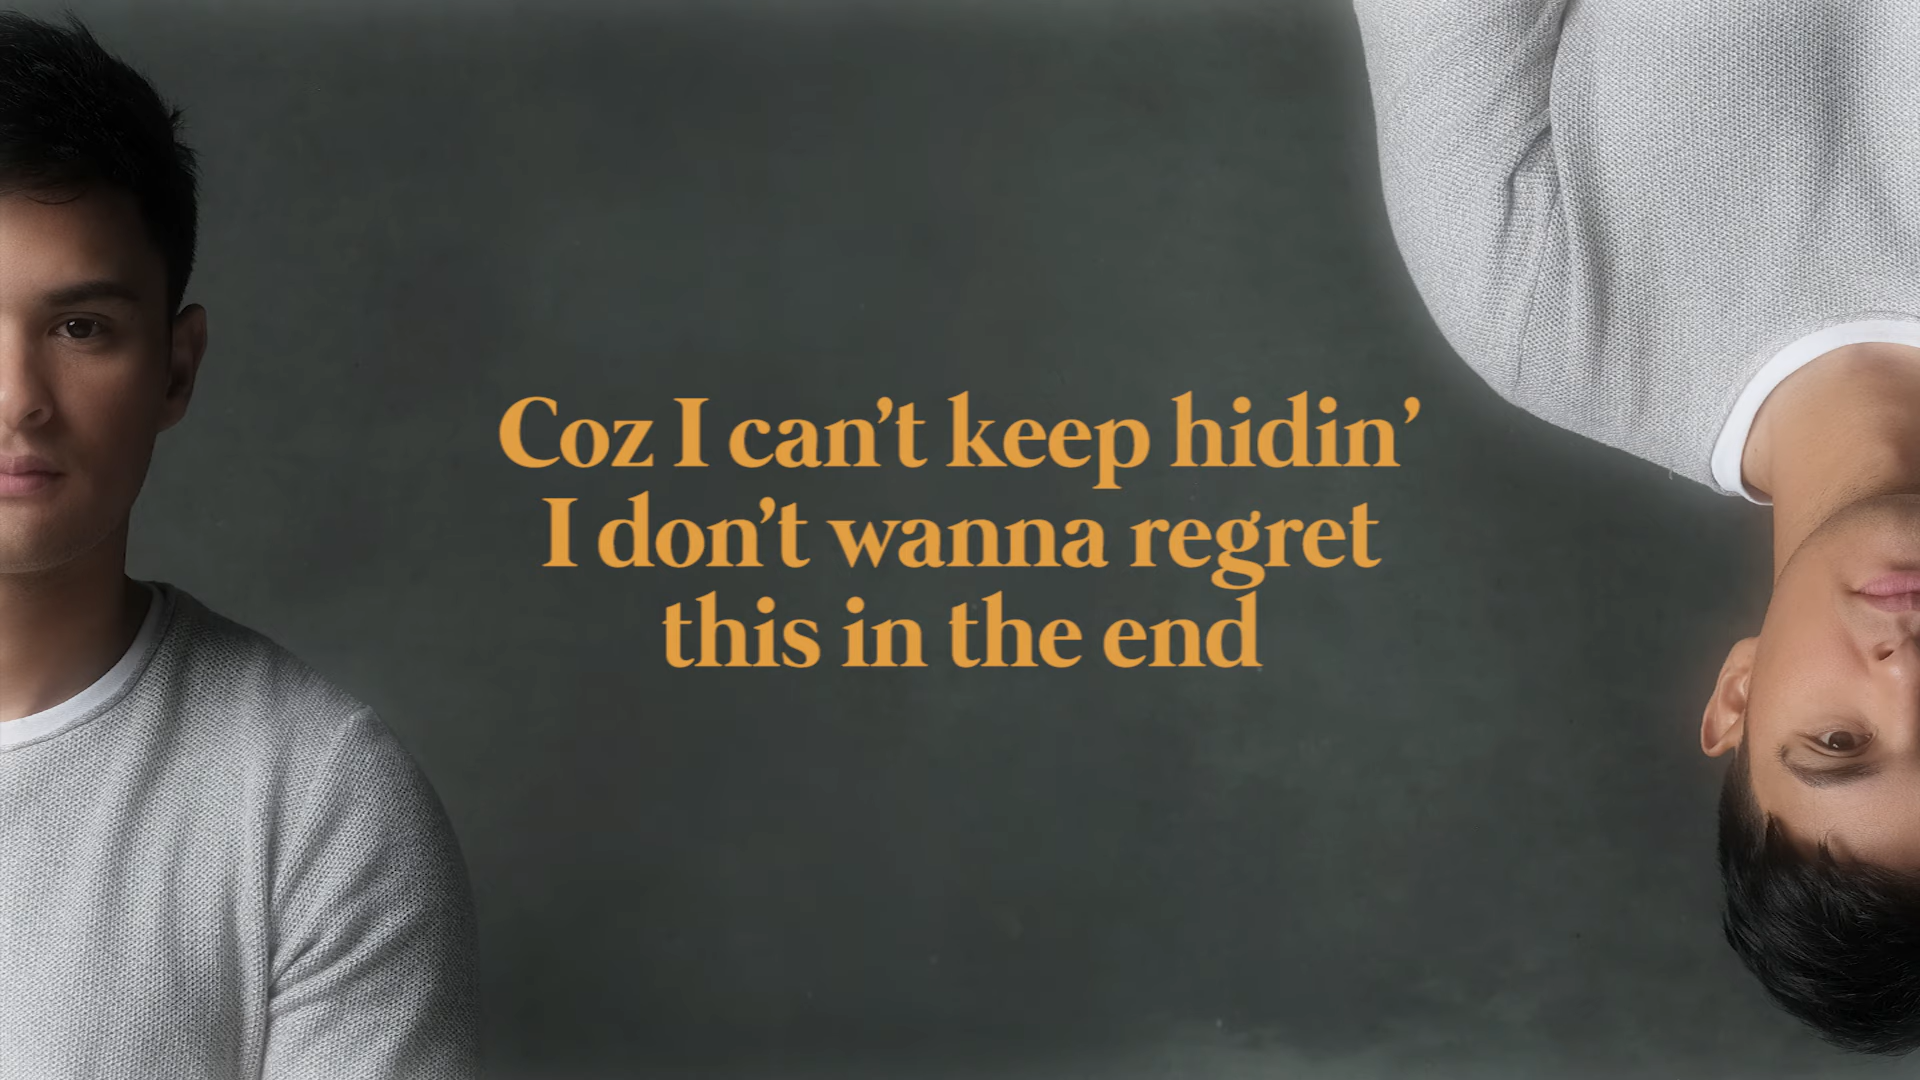 Coz I can’t keep hidin’
I don’t wanna regret
this in the end